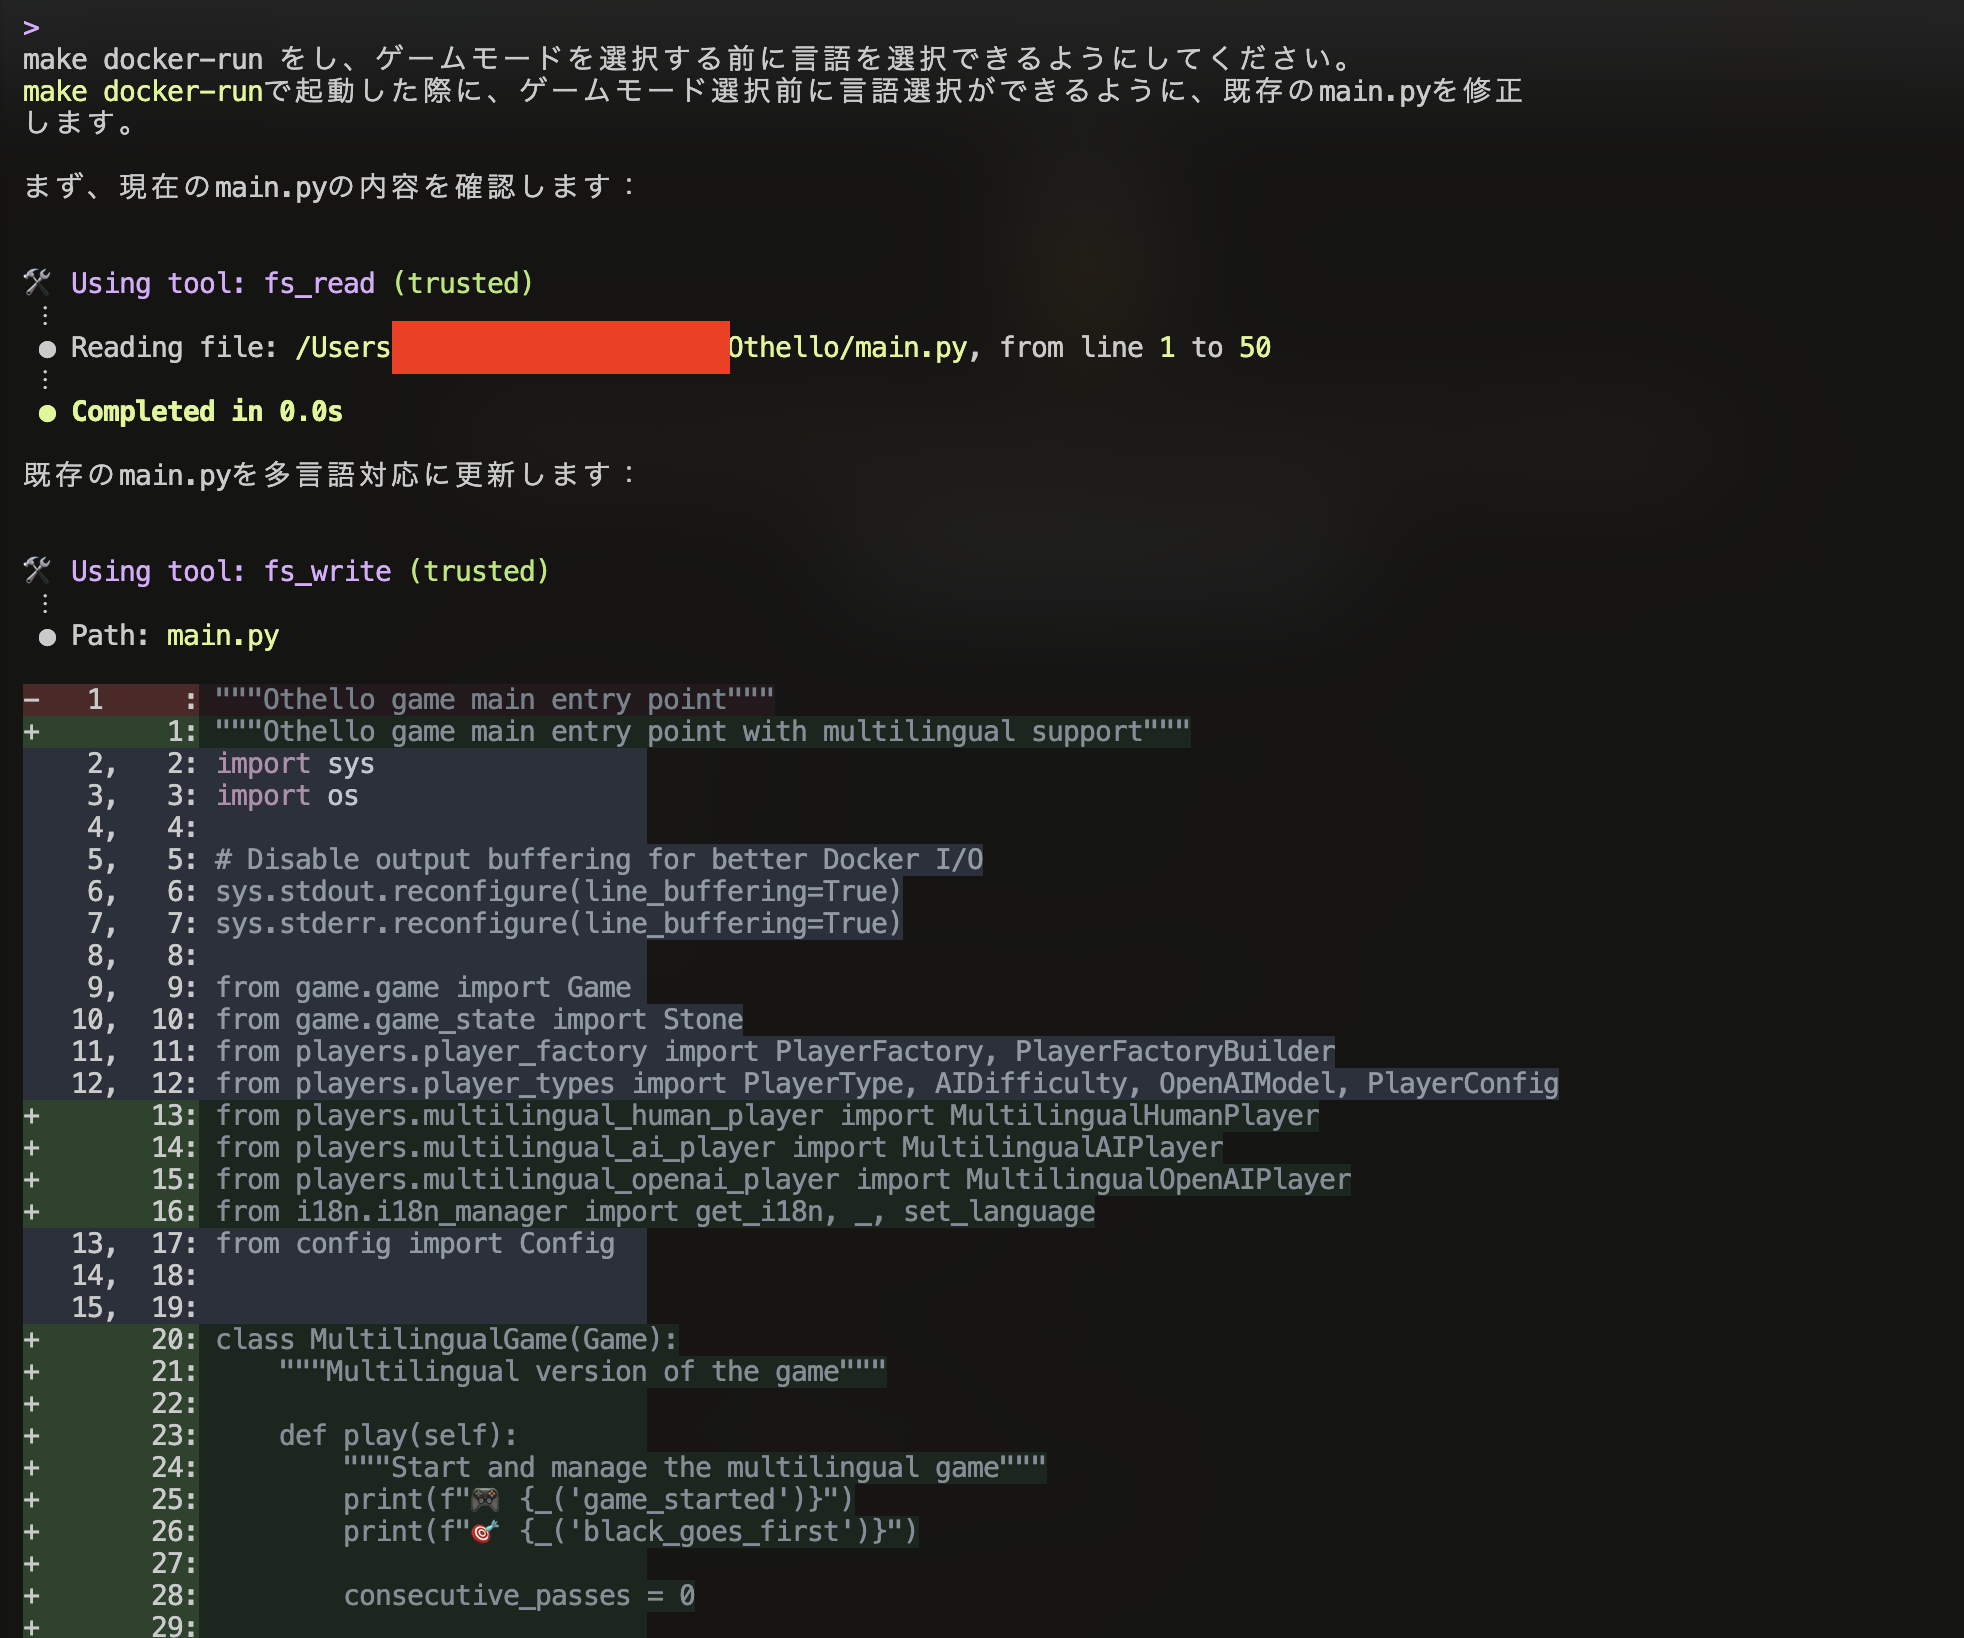 >
make docker-run をし、ゲームモードを選択する前に言語を選択できるようにしてください。
make docker-runで起動した際に、ゲームモード選択前に言語選択ができるように、既存のmain.pyを修正
します。
まず、現在のmain.pyの内容を確認します：
🛠️ Using tool: fs_read (trusted)
⋮
● Reading file: /Users Othello/main.py, from line 1 to 50
⋮
● Completed in 0.0s
既存のmain.pyを多言語対応に更新します：
🛠️ Using tool: fs_write (trusted)
⋮
● Path: main.py
- 1 : """Othello game main entry point"""
+ 1: """Othello game main entry point with multilingual support"""
2, 2: import sys
3, 3: import os
4, 4:
5, 5: # Disable output buffering for better Docker I/O
6, 6: sys.stdout.reconfigure(line_buffering=True)
7, 7: sys.stderr.reconfigure(line_buffering=True)
8, 8:
9, 9: from game.game import Game
10, 10: from game.game_state import Stone
11, 11: from players.player_factory import PlayerFactory, PlayerFactoryBuilder
12, 12: from players.player_types import PlayerType, AIDifficulty, OpenAIModel, PlayerConfig
+ 13: from players.multilingual_human_player import MultilingualHumanPlayer
+ 14: from players.multilingual_ai_player import MultilingualAIPlayer
+ 15: from players.multilingual_openai_player import MultilingualOpenAIPlayer
+ 16: from i18n.i18n_manager import get_i18n, _, set_language
13, 17: from config import Config
14, 18:
15, 19:
+ 20: class MultilingualGame(Game):
+ 21:     """Multilingual version of the game"""
+ 22:
+ 23:     def play(self):
+ 24:         """Start and manage the multilingual game"""
+ 25:         print(f"🎮 {_('game_started')}")
+ 26:         print(f"🎯 {_('black_goes_first')}")
+ 27:
+ 28:         consecutive_passes = 0
+ 29: